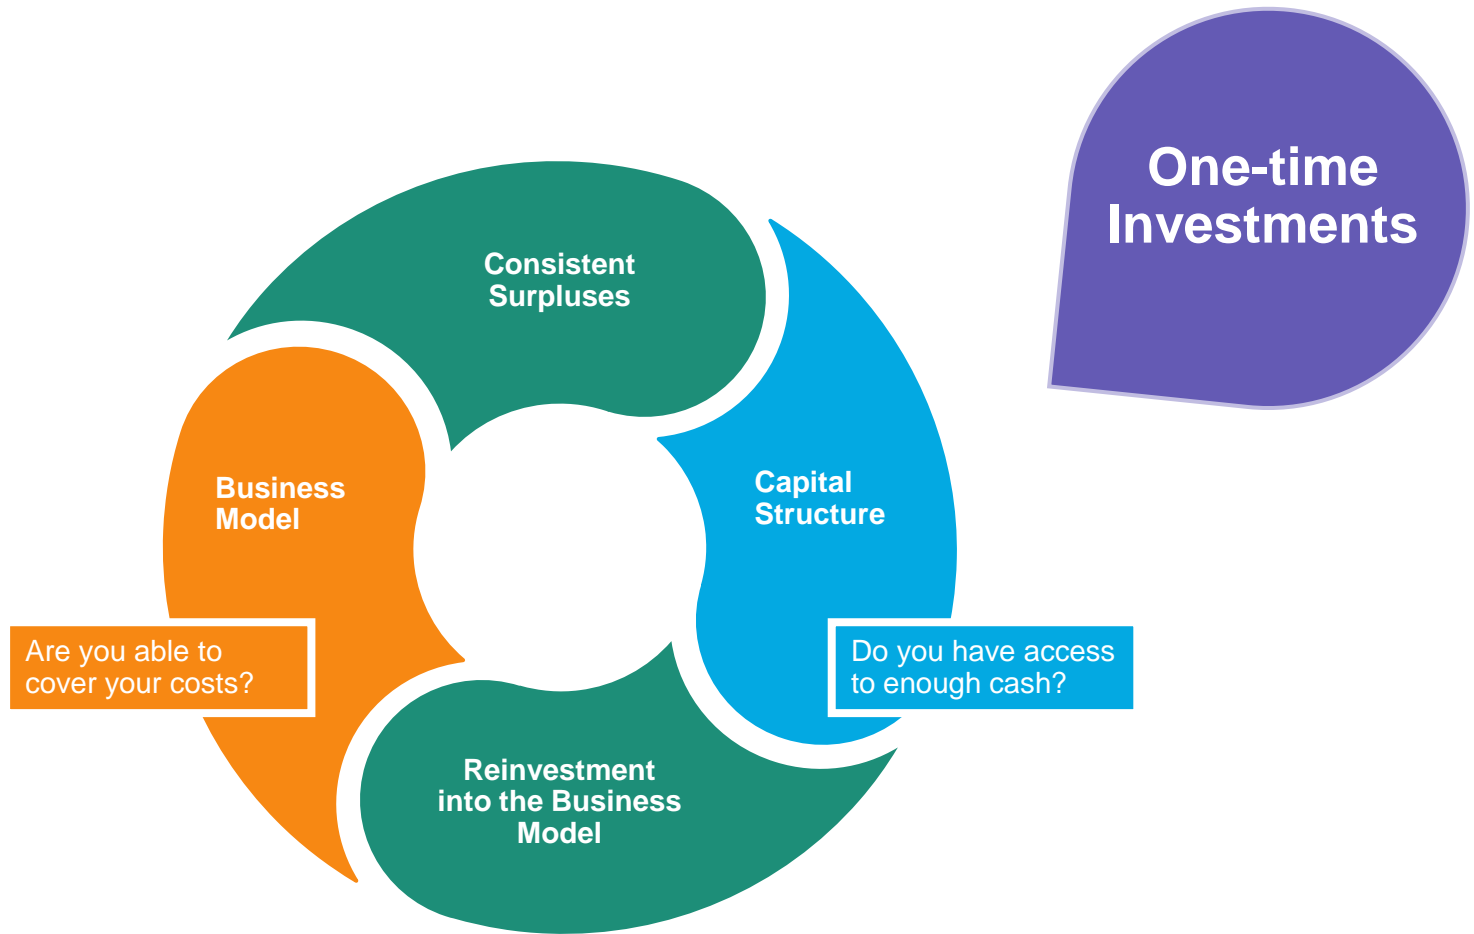 One-time
Investments
Consistent
Surpluses
Business
Model
Capital
Structure
Are you able to
cover your costs?
Do you have access
to enough cash?
Reinvestment
into the Business
Model